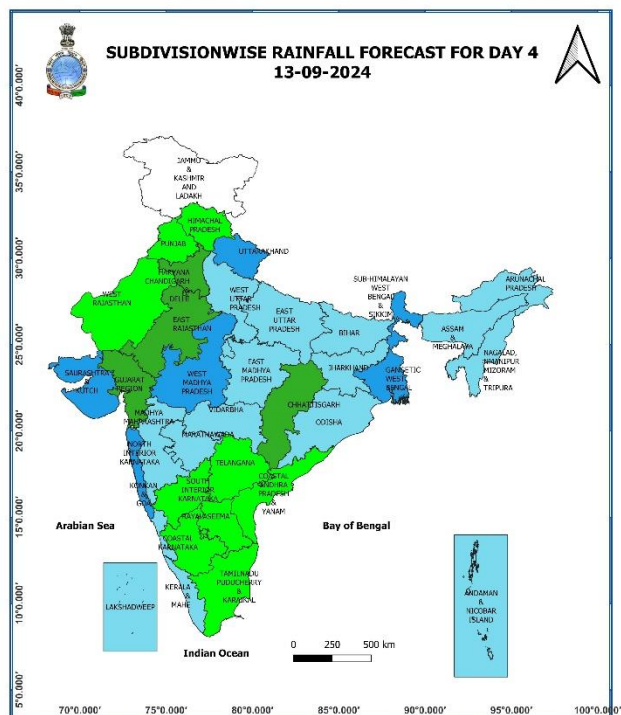 SUBDIVISIONWISE RAINFALL FORECAST FOR DAY 4
13-09-2024
40°0.000'
35°0.000'
30°0.000'
25°0.000'
20°0.000'
15°0.000'
10°0.000'
5°0.000'
JAMMU
&
KASHMIR
AND
LADAKH
HIMACHAL
PRADESH
PUNJAB
UTTARAKHAND
HARYANA
CHANDIGARH
&
DELHI
WEST
RAJASTHAN
WEST
UTTAR
PRADESH
SUB-HIMALAYAN
WEST
BENGAL
&
SIKKIM
ARUNACHAL
PRADESH
EAST
RAJASTHAN
EAST
UTTAR
PRADESH
BIHAR
ASSAM
&
MEGHALAYA
NAGALAD,
MANIPUR
MIZORAM
&
TRIPURA
SAURASHTRA
&
KUTCH
GUJARAT
REGION
WEST
MADHYA
PRADESH
EAST
MADHYA
PRADESH
JHARKHAND
GANGETIC
WEST
BENGAL
CHHATTISGARH
ODISHA
MADHYA
MAHARASHTRA
VIDARBHA
MARATHAWADA
NORTH
INTERIOR
KARNATAKA
KONKAN
&
GOA
TELANGANA
SOUTH
INTERIOR
KARNATAKA
COASTAL
ANDHRA
PRADESH
&
YANAM
RAYALASEEMA
COASTAL
KARNATAKA
TAMILNADU
PUDUCHERRY
&
KARAIKAL
KERALA
&
MAHE
Arabian Sea
Bay of Bengal
LAKSHADWEEP
ANDAMAN
&
NICOBAR
ISLAND
Indian Ocean
0 250 500 km
70°0.000' 75°0.000' 80°0.000' 85°0.000' 90°0.000' 95°0.000' 100°0.000'